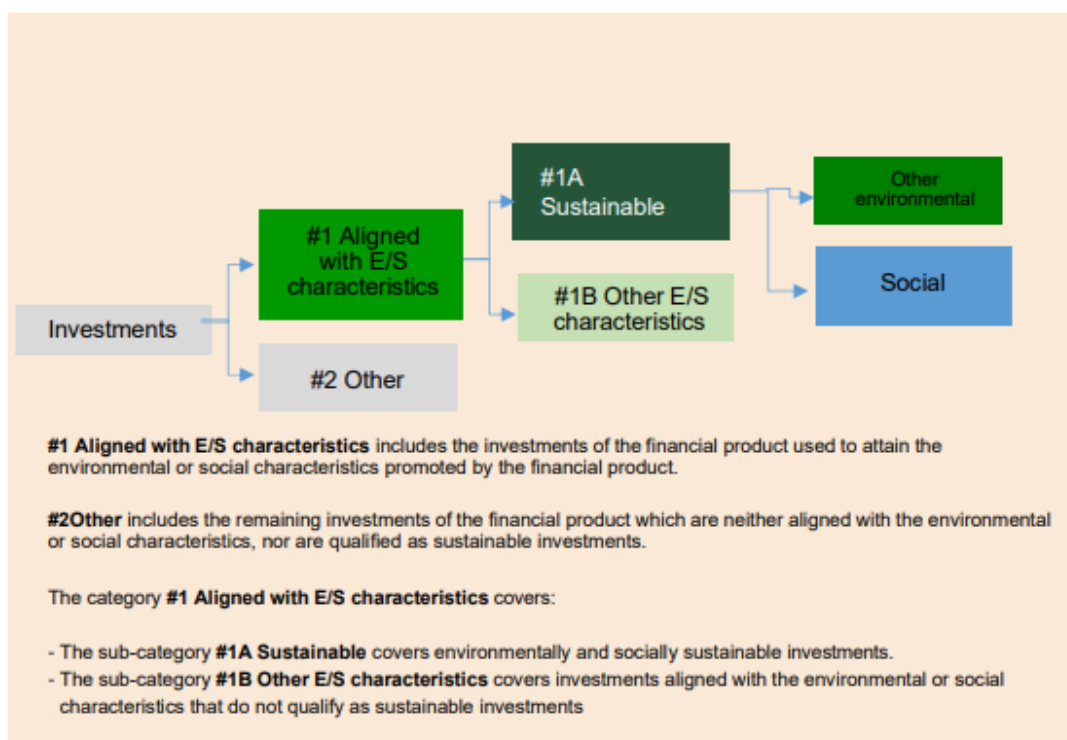 #1A
Sustainable
Other
environmental
#1 Aligned
with E/S
characteristics
Social
#1B Other E/S
characteristics
Investments
#2 Other
#1 Aligned with E/S characteristics includes the investments of the financial product used to attain the
environmental or social characteristics promoted by the financial product.
#2Other includes the remaining investments of the financial product which are neither aligned with the environmental
or social characteristics, nor are qualified as sustainable investments.
The category #1 Aligned with E/S characteristics covers:
- The sub-category #1A Sustainable covers environmentally and socially sustainable investments.
- The sub-category #1B Other E/S characteristics covers investments aligned with the environmental or social
characteristics that do not qualify as sustainable investments